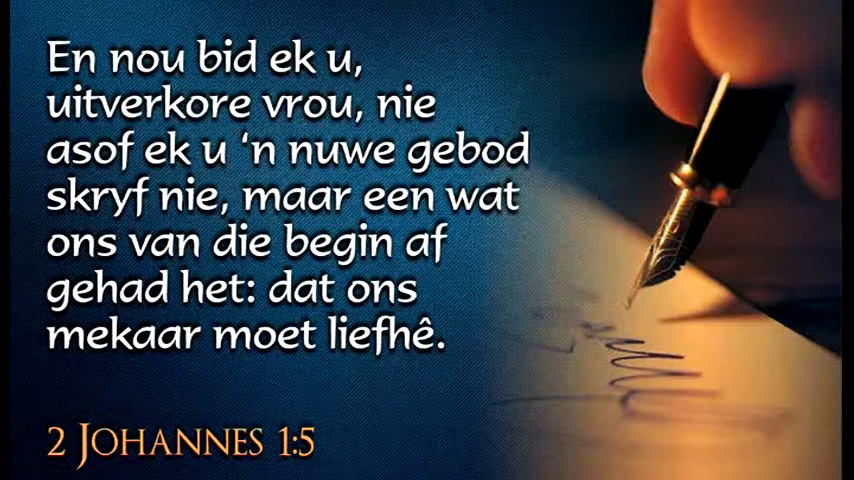 En nou bid ek u,
uitverkore vrou, nie
asof ek u ‘n nuwe gebod
skryf nie, maar een wat
ons van die begin af
gehad het: dat ons
mekaar moet liefhê.
2 JOHANNES 1:5